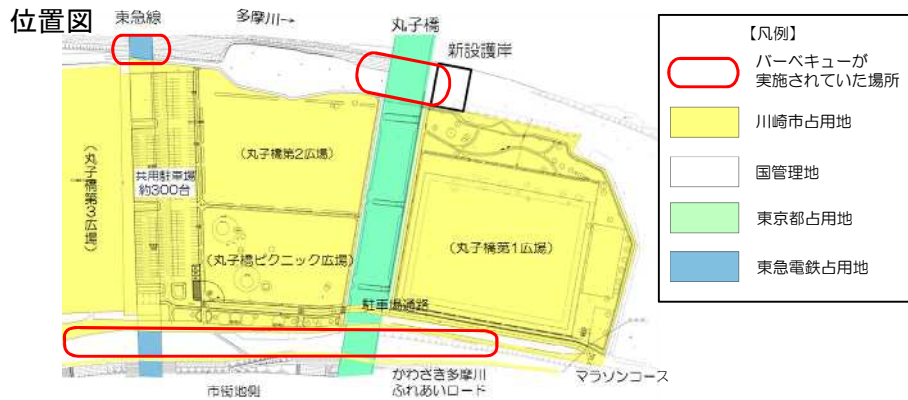 位置図
東急線
多摩川→
丸子橋
新設護岸
(丸子橋第3広場)
共用駐車場
約300台
(丸子橋第2広場)
(丸子橋ピクニック広場)
(丸子橋第1広場)
駐車場通路
市街地側
かわさき多摩川
ふれあいロード
マラソンコース
【凡例】
バーベキューが
実施されていた場所
川崎市占用地
国管理地
東京都占用地
東急電鉄占用地